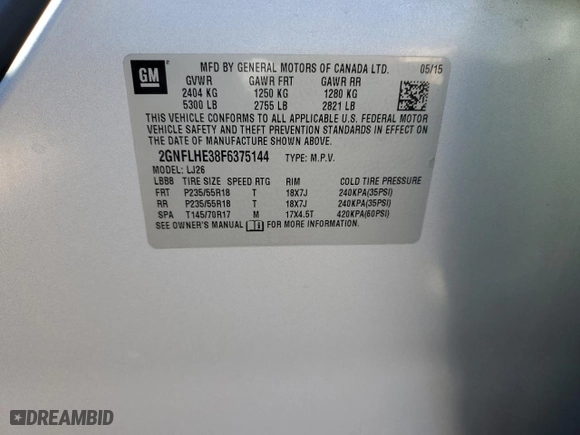 GM
MFD BY GENERAL MOTORS OF CANADA LTD. 05/15
GVWR GAWR FRT GAWR RR
2404 KG 1250 KG 1280 KG
5300 LB 2755 LB 2821 LB
THIS VEHICLE CONFORMS TO ALL APPLICABLE U.S. FEDERAL MOTOR
VEHICLE SAFETY AND THEFT PREVENTION STANDARDS IN EFFECT ON
THE DATE OF MANUFACTURE SHOWN ABOVE.
2GNFLHE38F6375144 TYPE: M.P.V.
MODEL: LJ26
LBB8 TIRE SIZE SPEED RTG RIM COLD TIRE PRESSURE
FRT P235/55R18 T 18X7J 240KPA(35PSI)
RR P235/55R18 T 18X7J 240KPA(35PSI)
SPA T145/70R17 M 17X4.5T 420KPA(60PSI)
SEE OWNER'S MANUAL FOR MORE INFORMATION.
DREAMBID